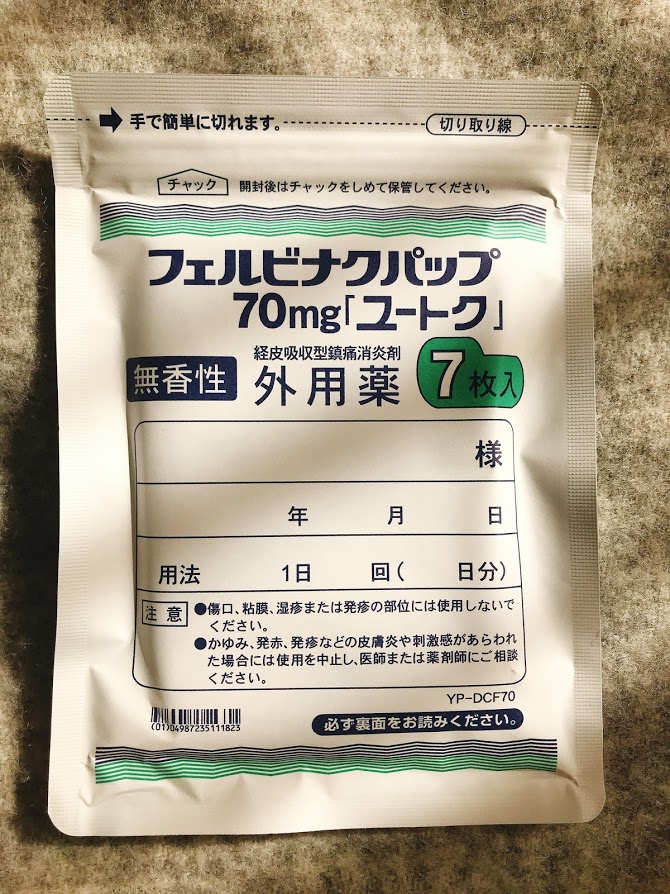 手で簡単に切れます。 切り取り線
チャック 開封後はチャックをしめて保管してください。
フェルビナクパップ
70mg「ユートク」
経皮吸収型鎮痛消炎剤
無香性 外用薬 7枚入
様
年 月 日
用法 1日 回( 日分)
注意 ●傷口、粘膜、湿疹または発疹の部位には使用しないで
ください。
●かゆみ、発赤、発疹などの皮膚炎や刺激感があらわれ
た場合には使用を中止し、医師または薬剤師にご相談
ください。
YP-DCF70
(01)04987235111823 必ず裏面をお読みください。